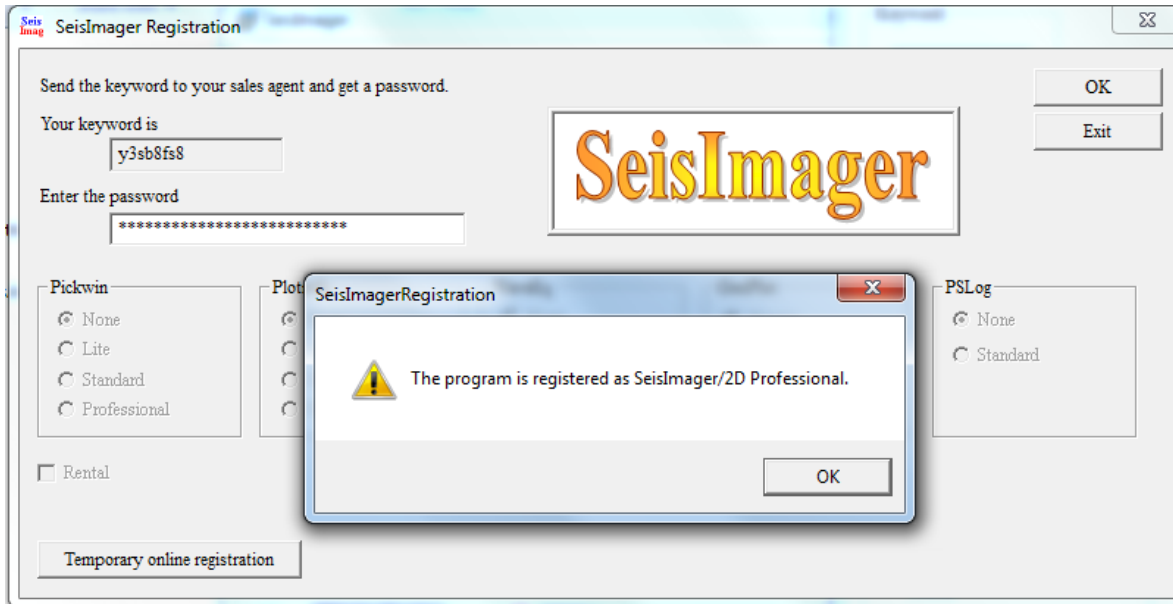 Seis
Imag
SeisImager Registration
Send the keyword to your sales agent and get a password.
OK
Your keyword is
y3sb8fs8
Exit
SeisImager
Enter the password
**************************
Pickwin
None
Lite
Standard
Professional
SeisImagerRegistration
The program is registered as SeisImager/2D Professional.
OK
PSLog
None
Standard
Rental
Temporary online registration